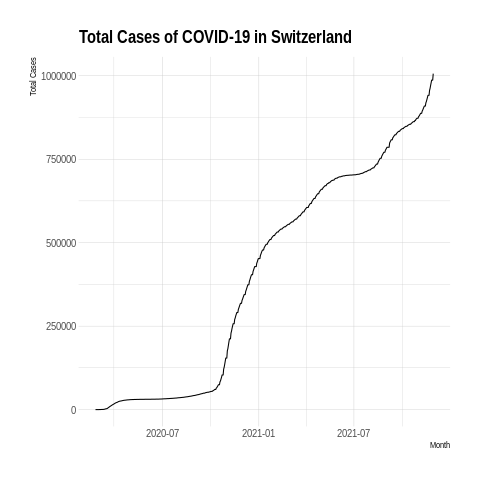 Total Cases of COVID-19 in Switzerland
Total Cases
1000000
750000
500000
250000
0
2020-07 2021-01 2021-07
Month